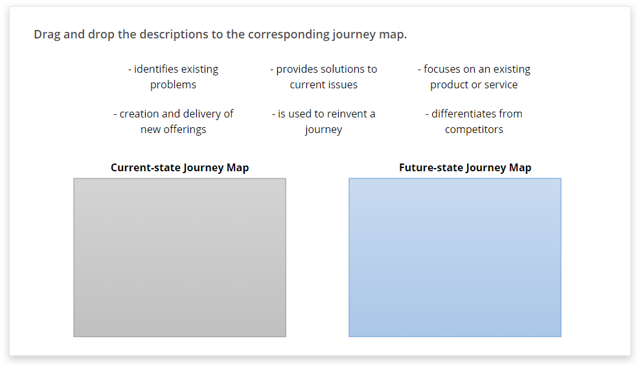 Drag and drop the descriptions to the corresponding journey map.
- identifies existing
problems
- provides solutions to
current issues
- focuses on an existing
product or service
- creation and delivery of
new offerings
- is used to reinvent a
journey
- differentiates from
competitors
Current-state Journey Map
Future-state Journey Map